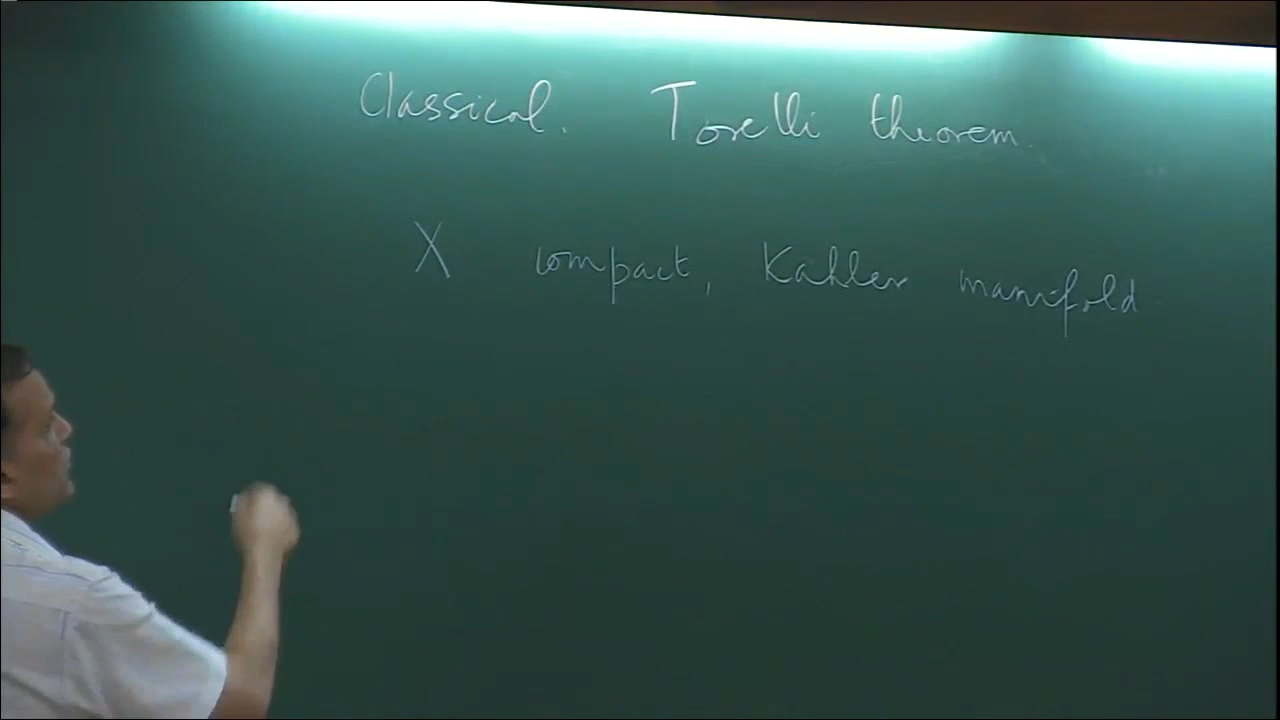 Classical. Torelli theorem.
X compact, Kahler manifold